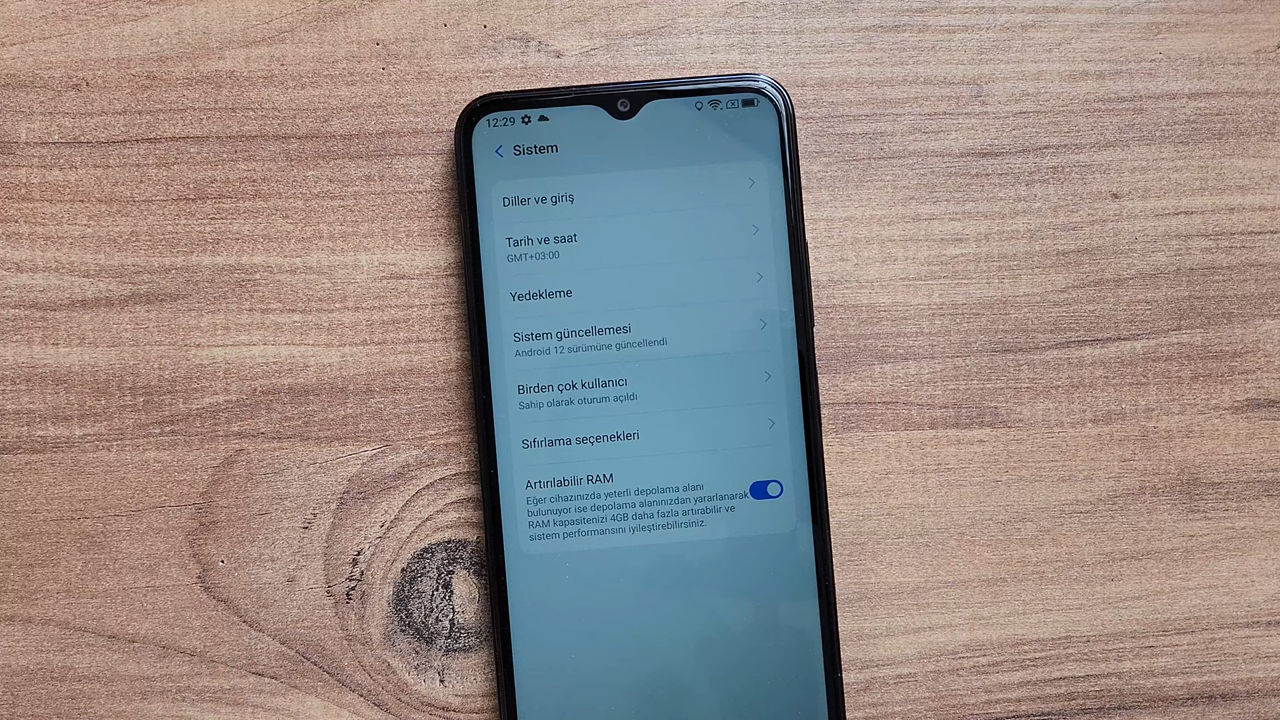 12:29
Sistem
Diller ve giriş
Tarih ve saat
GMT+03:00
Yedekleme
Sistem güncellemesi
Android 12 sürümüne güncellendi
Birden çok kullanıcı
Sahip olarak oturum açıldı
Sıfırlama seçenekleri
Artırılabilir RAM
Eğer cihazınızda yeterli depolama alanı
bulunuyor ise depolama alanınızdan yararlanarak
RAM kapasitenizi 4GB daha fazla artırabilir ve
sistem performansını iyileştirebilirsiniz.